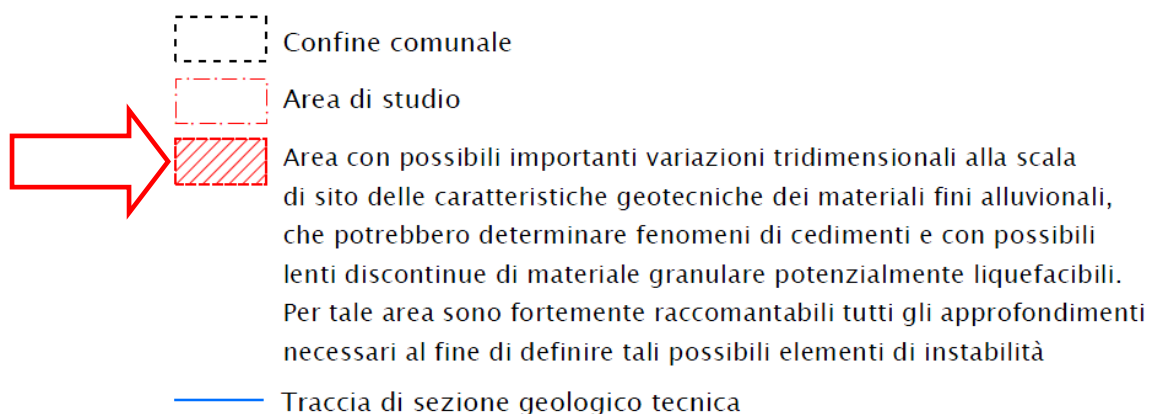 Confine comunale
Area di studio
Area con possibili importanti variazioni tridimensionali alla scala
di sito delle caratteristiche geotecniche dei materiali fini alluvionali,
che potrebbero determinare fenomeni di cedimenti e con possibili
lenti discontinue di materiale granulare potenzialmente liquefacibili.
Per tale area sono fortemente raccomantabili tutti gli approfondimenti
necessari al fine di definire tali possibili elementi di instabilità
Traccia di sezione geologico tecnica